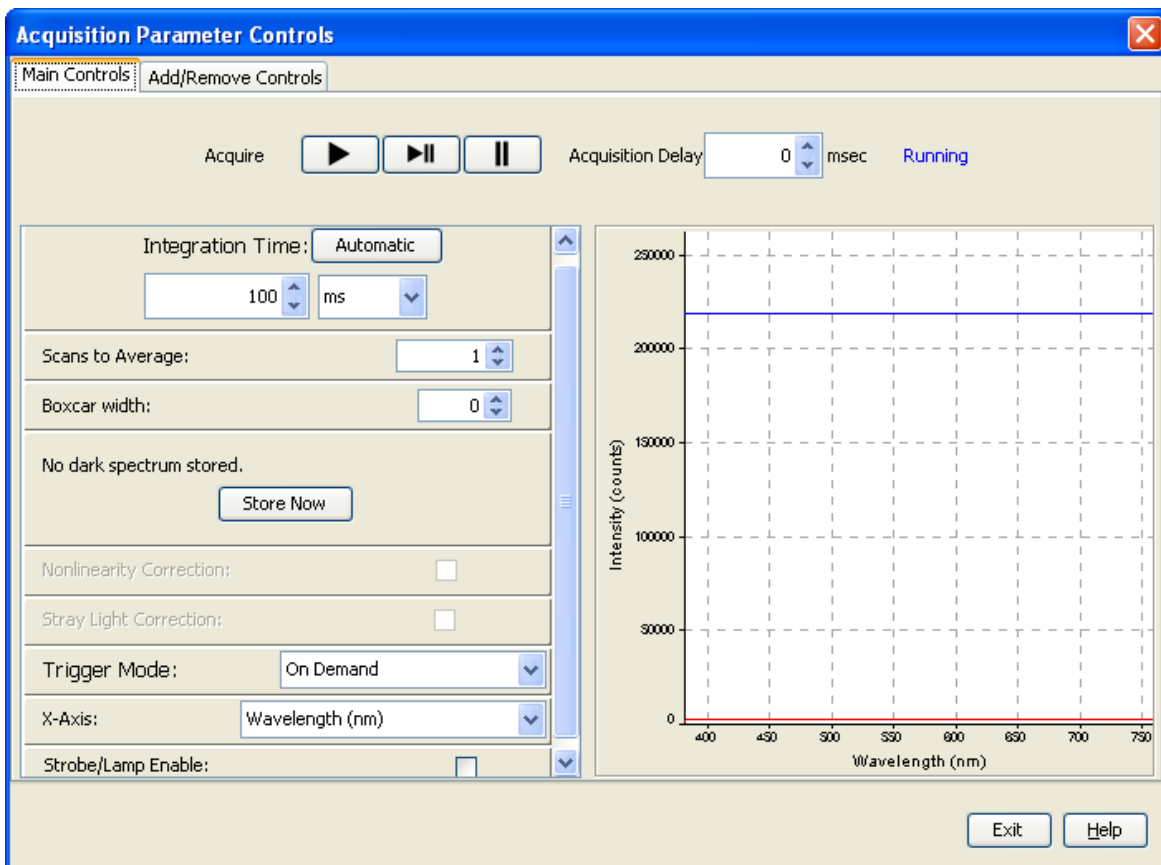 Acquisition Parameter Controls
Main Controls Add/Remove Controls
Acquire Acquisition Delay 0 msec Running
Integration Time: Automatic
100 ms
Scans to Average: 1
Boxcar width: 0
No dark spectrum stored.
Store Now
Nonlinearity Correction:
Stray Light Correction:
Trigger Mode: On Demand
X-Axis: Wavelength (nm)
Strobe/Lamp Enable:
Intensity (counts)
250000
200000
150000
100000
50000
0
400 450 500 550 600 650 700 750
Wavelength (nm)
Exit Help